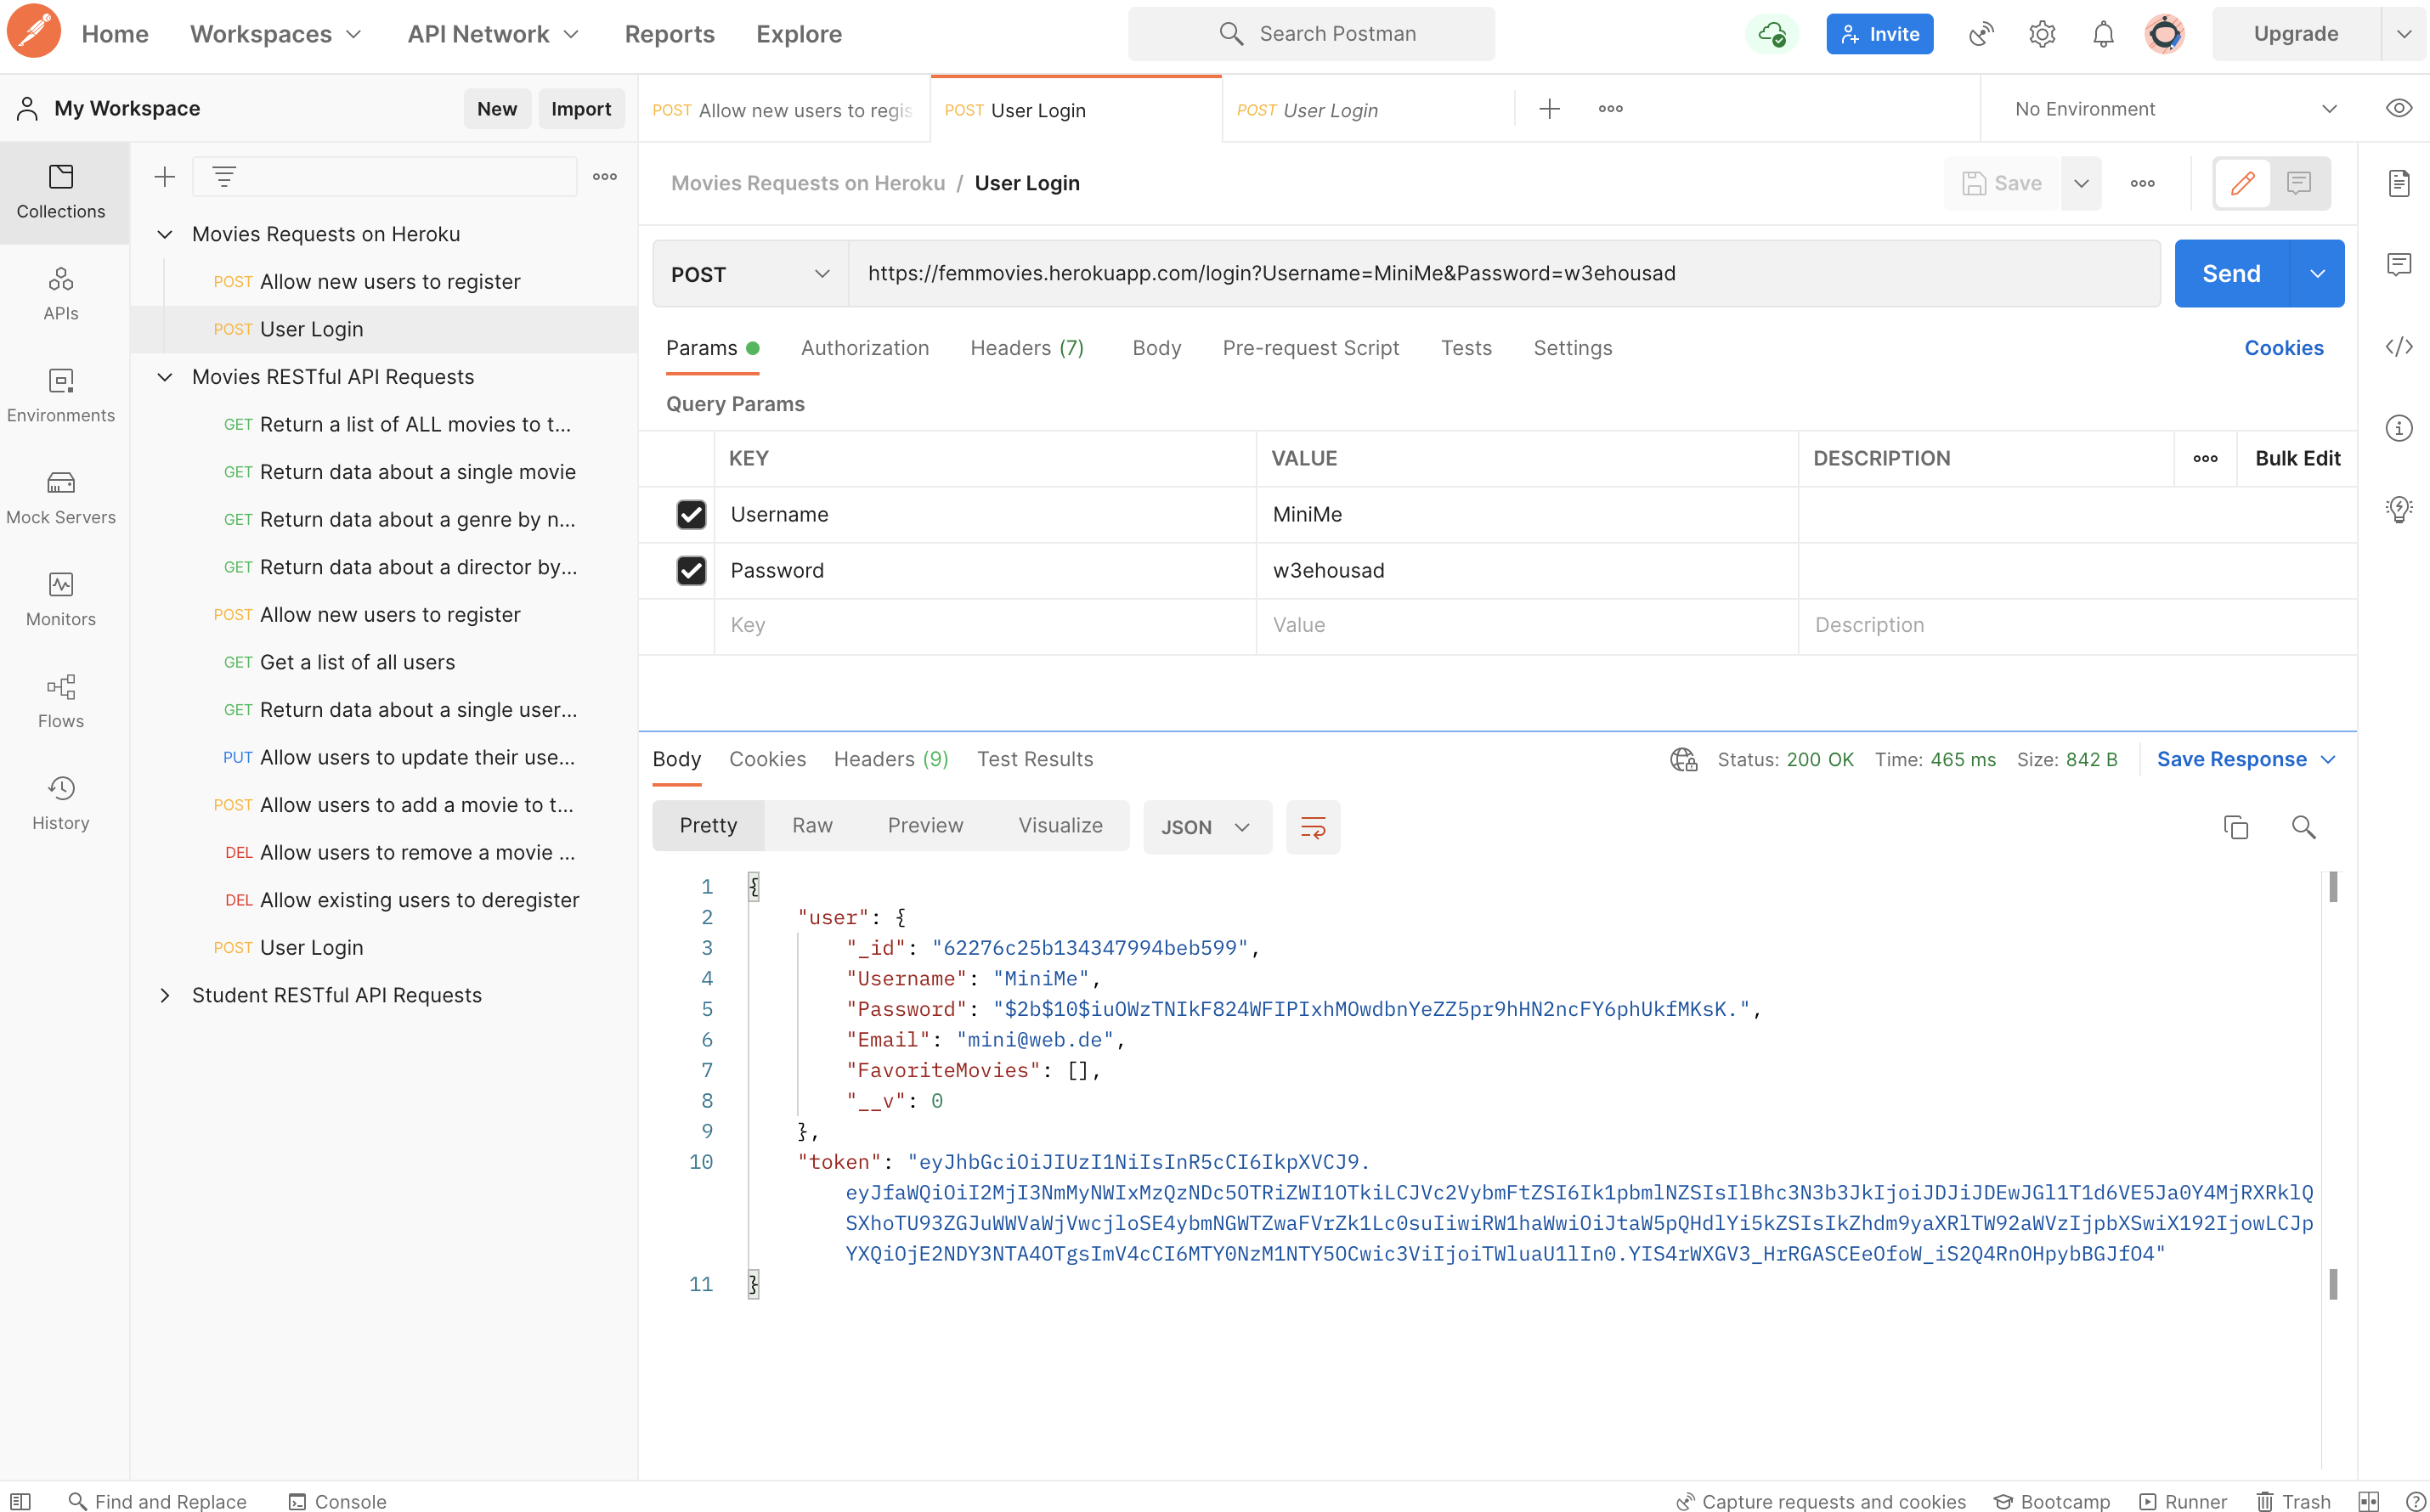 Home Workspaces API Network Reports Explore Search Postman Invite Upgrade
My Workspace New Import
POST Allow new users to regis POST User Login POST User Login No Environment
Collections
APIs
Environments
Mock Servers
Monitors
Flows
History
Movies Requests on Heroku
POST Allow new users to register
POST User Login
Movies RESTful API Requests
GET Return a list of ALL movies to t...
GET Return data about a single movie
GET Return data about a genre by n...
GET Return data about a director by...
POST Allow new users to register
GET Get a list of all users
GET Return data about a single user...
PUT Allow users to update their use...
POST Allow users to add a movie to t...
DEL Allow users to remove a movie ...
DEL Allow existing users to deregister
POST User Login
Student RESTful API Requests
Movies Requests on Heroku / User Login Save
POST https://femmovies.herokuapp.com/login?Username=MiniMe&Password=w3ehousad Send
Params Authorization Headers (7) Body Pre-request Script Tests Settings Cookies
Query Params
KEY VALUE DESCRIPTION Bulk Edit
Username MiniMe
Password w3ehousad
Key Value Description
Body Cookies Headers (9) Test Results Status: 200 OK Time: 465 ms Size: 842 B Save Response
Pretty Raw Preview Visualize JSON
1 {
2 "user": {
3 "_id": "62276c25b134347994beb599",
4 "Username": "MiniMe",
5 "Password": "$2b$10$iuOWzTNIkF824WFIPIxhMOwdbnYeZZ5pr9hHN2ncFY6phUkfMKsK.",
6 "Email": "mini@web.de",
7 "FavoriteMovies": [],
8 "__v": 0
9 },
10 "token": "eyJhbGciOiJIUzI1NiIsInR5cCI6IkpXVCJ9.
eyJfaWQiOiI2MjI3NmMyNWIxMzQzNDc5OTRiZWI1OTkiLCJVc2VybmFtZSI6Ik1pbmlNZSIsIlBhc3N3b3JkIjoiJDJiJDEwJGl1T1d6VE5Ja0Y4MjRXRklQ
SXhoTU93ZGJuWWVaWjVwcjloSE4ybmNGWTZwaFVrZk1Lc0suIiwiRW1haWwiOiJtaW5pQHdlYi5kZSIsIkZhdm9yaXRlTW92aWVzIjpbXSwiX192IjowLCJp
YXQiOjE2NDY3NTA4OTgsImV4cCI6MTY0NzM1NTY5OCwic3ViIjoiTWluaU1lIn0.YIS4rWXGV3_HrRGASCEeOfoW_iS2Q4RnOHpybBGJfO4"
11 }
Find and Replace Console Capture requests and cookies Bootcamp Runner Trash